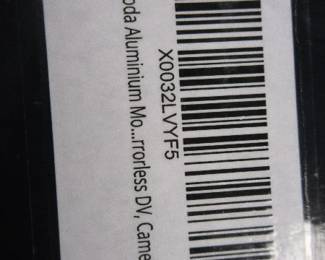 X0032LVYF5
oda Aluminium Mo...rrorless DV, Came